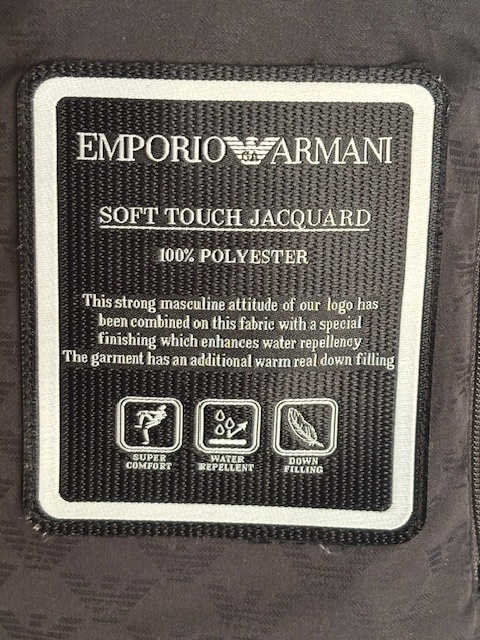 EMPORIO ARMANI
SOFT TOUCH JACQUARD
100% POLYESTER
This strong masculine attitude of our logo has
been combined on this fabric with a special
finishing which enhances water repellency
The garment has an additional warm real down filling
SUPER COMFORT
WATER REPELLENT
DOWN FILLING